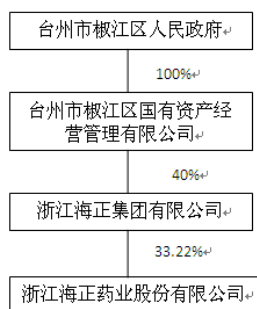 台州市椒江区人民政府
100%
台州市椒江区国有资产经
营管理有限公司
40%
浙江海正集团有限公司
33.22%
浙江海正药业股份有限公司